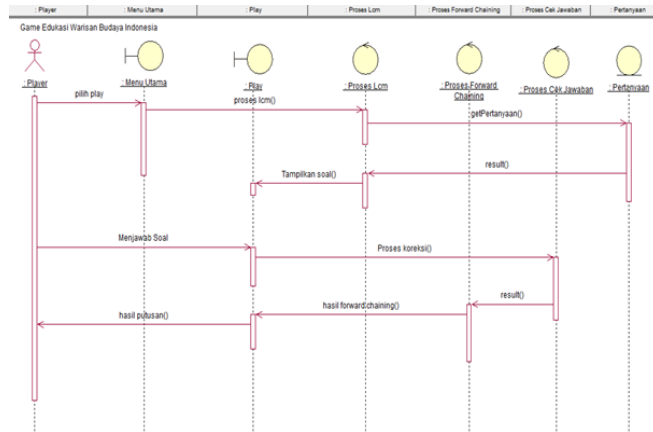 : Player
: Menu Utama
: Play
: Proses Lcm
: Proses Forward Chaining
: Proses Cek Jawaban
: Pertanyaan
Game Edukasi Warisan Budaya Indonesia
: Player
: Menu Utama
: Play
: Proses Lcm
: Proses Forward
Chaining
: Proses Cek Jawaban
: Pertanyaan
pilih play
proses lcm()
getPertanyaan()
result()
Tampilkan soal()
Menjawab Soal
Proses koreksi()
result()
hasil forward chaining()
hasil putusan()